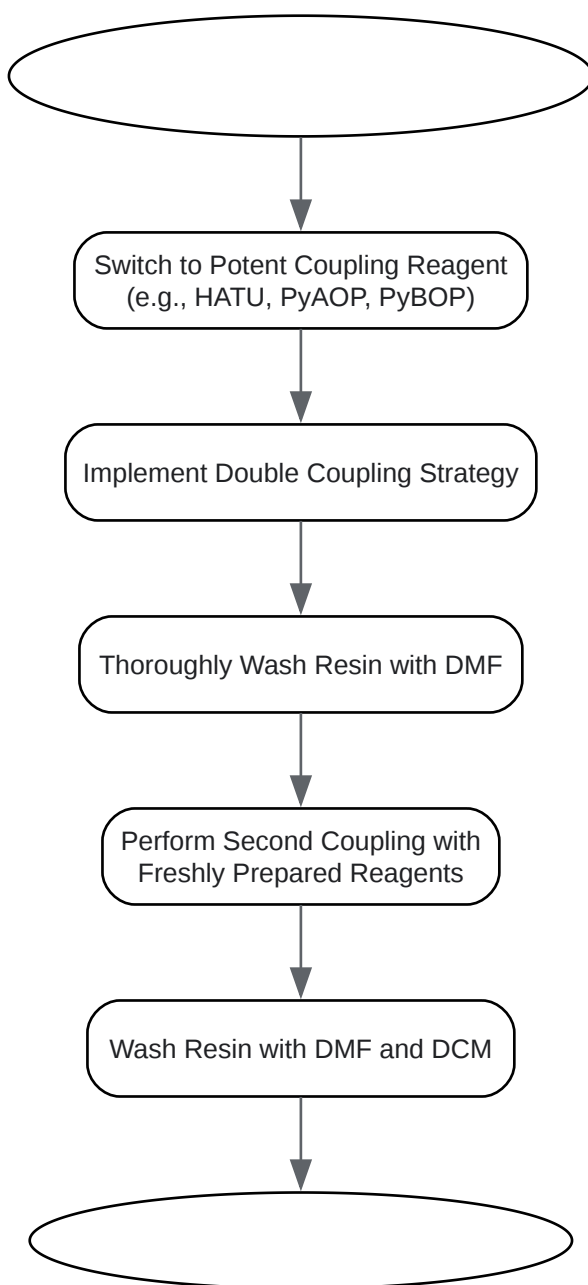 Switch to Potent Coupling Reagent
(e.g., HATU, PyAOP, PyBOP)
Implement Double Coupling Strategy
Thoroughly Wash Resin with DMF
Perform Second Coupling with
Freshly Prepared Reagents
Wash Resin with DMF and DCM